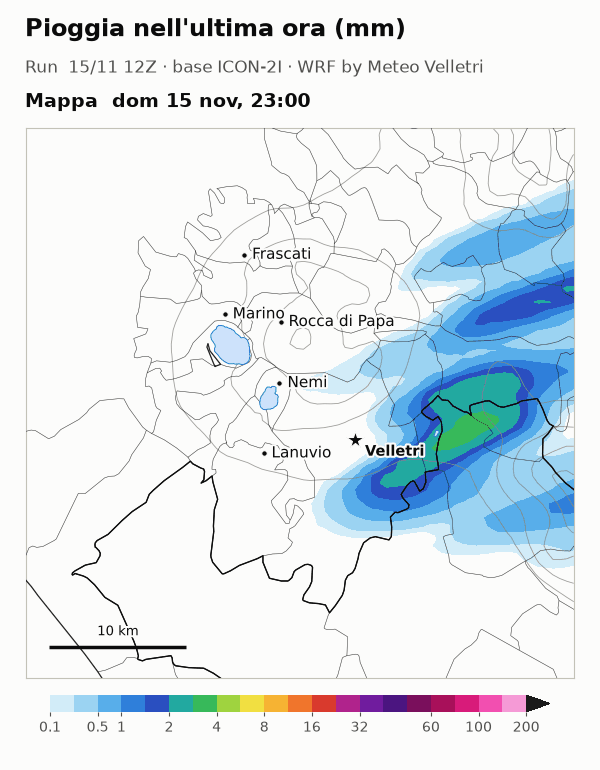 Pioggia nell'ultima ora (mm)
Run  15/11 12Z · base ICON-2I · WRF by Meteo Velletri
Mappa  dom 15 nov, 23:00
Frascati
Marino
Rocca di Papa
Nemi
Velletri
Lanuvio
10 km
0.1 0.5 1 2 4 8 16 32 60 100 200